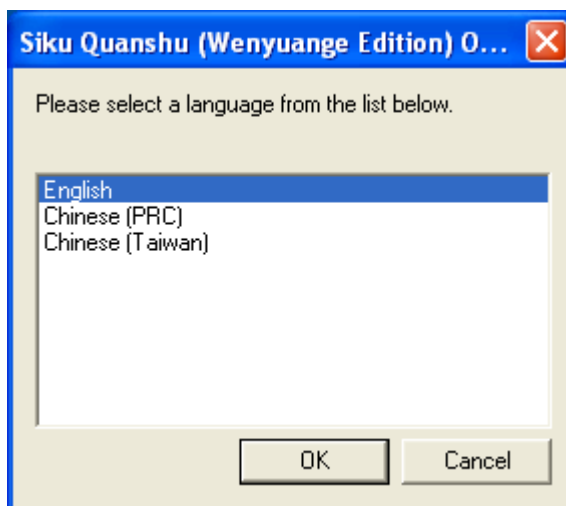 Siku Quanshu (Wenyuange Edition) O...
Please select a language from the list below.
English
Chinese (PRC)
Chinese (Taiwan)
OK Cancel